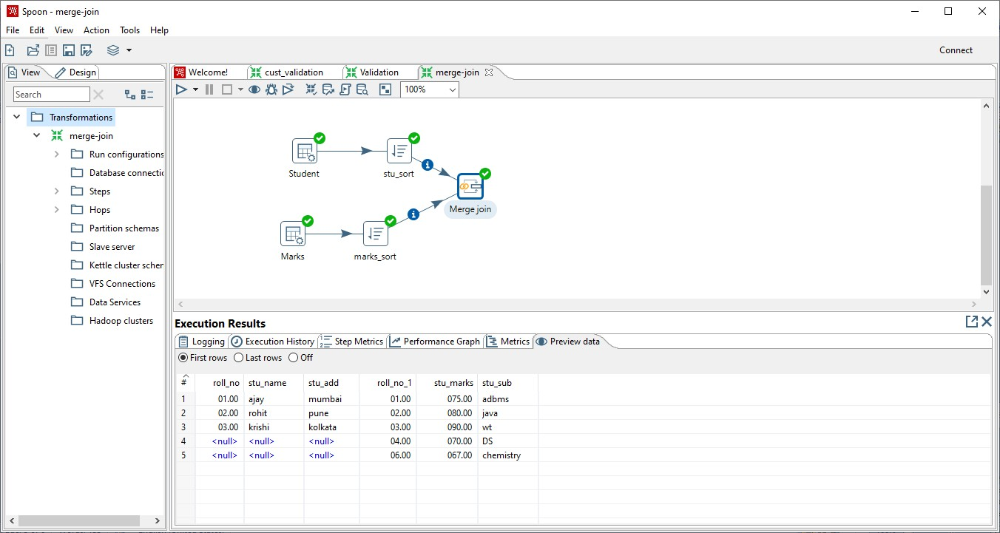 Spoon - merge-join
File Edit View Action Tools Help
Connect
View Design
Search
Transformations
merge-join
Run configurations
Database connectic
Steps
Hops
Partition schemas
Slave server
Kettle cluster scher
VFS Connections
Data Services
Hadoop clusters
Welcome! cust_validation Validation merge-join
100%
Student
stu_sort
Merge join
Marks
marks_sort
Execution Results
Logging Execution History Step Metrics Performance Graph Metrics Preview data
First rows Last rows Off
# roll_no stu_name stu_add roll_no_1 stu_marks stu_sub
1 01.00 ajay mumbai 01.00 075.00 adbms
2 02.00 rohit pune 02.00 080.00 java
3 03.00 krishi kolkata 03.00 090.00 wt
4 <null> <null> <null> 04.00 070.00 DS
5 <null> <null> <null> 06.00 067.00 chemistry